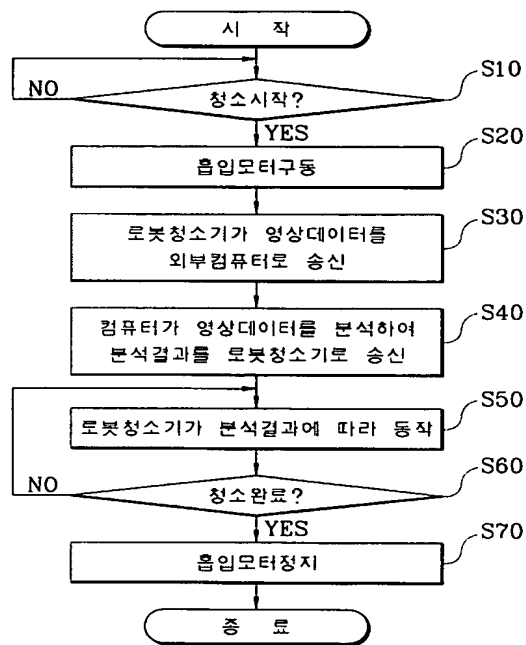 시 작
S10
NO
청소시작?
YES
S20
흡입모터구동
S30
로봇청소기가 영상데이터를
외부컴퓨터로 송신
S40
컴퓨터가 영상데이터를 분석하여
분석결과를 로봇청소기로 송신
S50
로봇청소기가 분석결과에 따라 동작
S60
NO
청소완료?
YES
S70
흡입모터정지
종 료